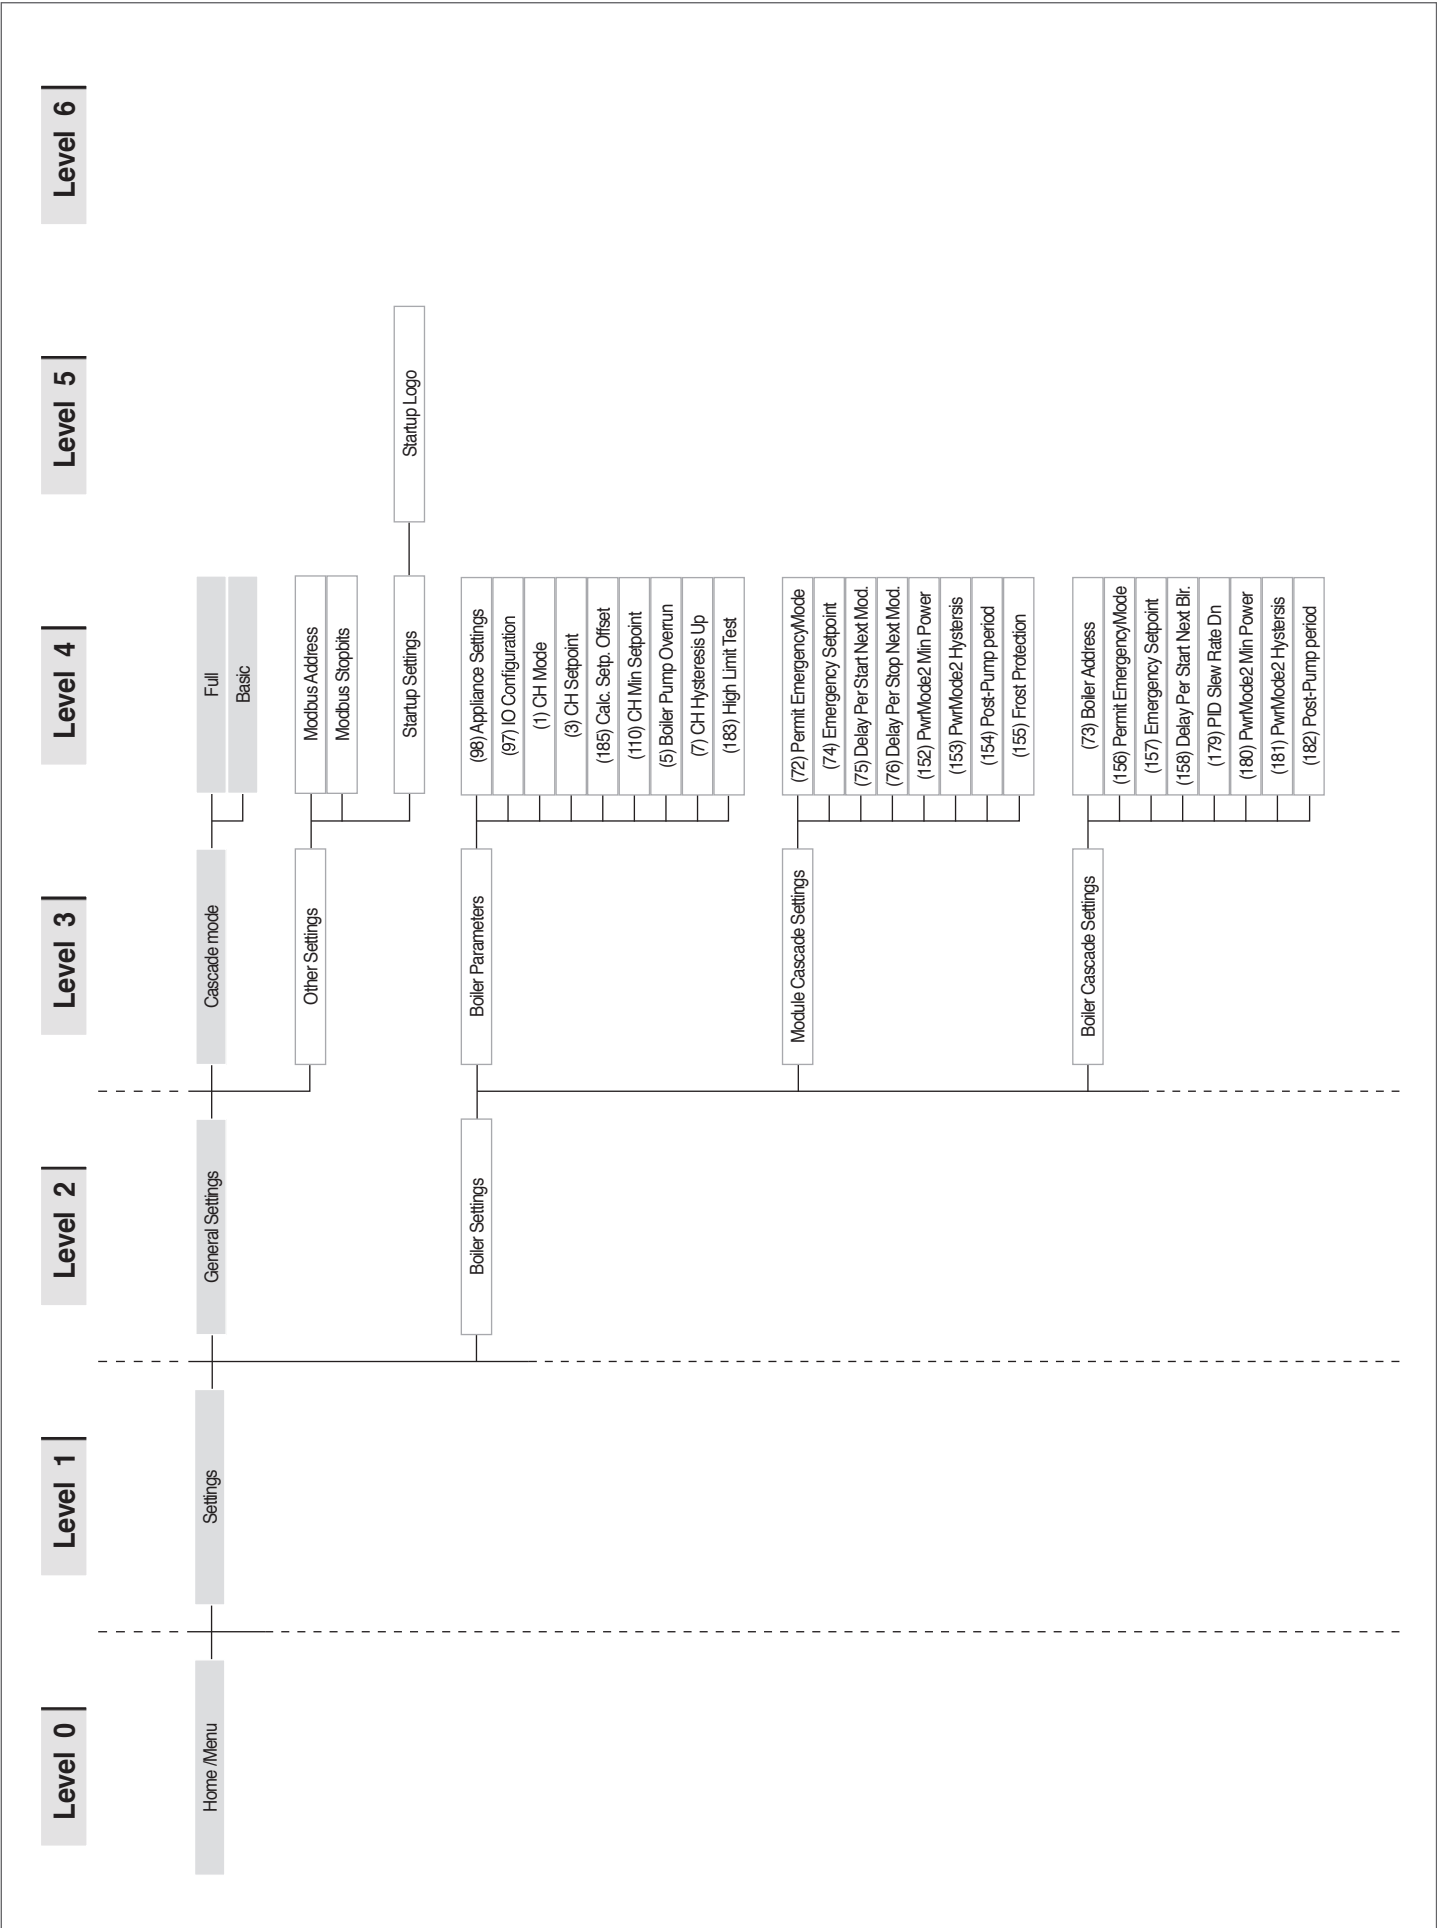 Level 0
Level 1
Level 2
Level 3
Level 4
Level 5
Level 6
Home /Menu
Settings
General Settings
Cascade mode
Full
Basic
Other Settings
Modbus Address
Modbus Stopbits
Startup Settings
Startup Logo
Boiler Settings
Boiler Parameters
(98) Appliance Settings
(97) IO Configuration
(1) CH Mode
(3) CH Setpoint
(185) Calc. Setp. Offset
(110) CH Min Setpoint
(5) Boiler Pump Overrun
(7) CH Hysteresis Up
(183) High Limit Test
Module Cascade Settings
(72) Permit EmergencyMode
(74) Emergency Setpoint
(75) Delay Per Start Next Mod.
(76) Delay Per Stop Next Mod.
(152) PwrMode2 Min Power
(153) PwrMode2 Hystersis
(154) Post-Pump period
(155) Frost Protection
Boiler Cascade Settings
(73) Boiler Address
(156) Permit EmergencyMode
(157) Emergency Setpoint
(158) Delay Per Start Next Blr.
(179) PID Slew Rate Dn
(180) PwrMode2 Min Power
(181) PwrMode2 Hystersis
(182) Post-Pump period